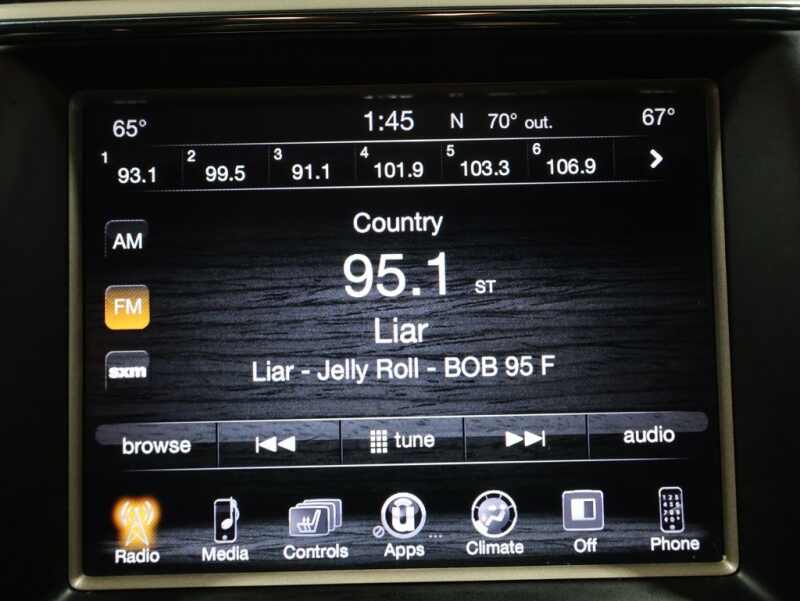 65° 1:45 N 70° out. 67°
1 93.1 2 99.5 3 91.1 4 101.9 5 103.3 6 106.9
Country
AM
95.1 ST
FM
Liar
sxm
Liar - Jelly Roll - BOB 95 F
browse tune audio
Radio Media Controls Apps Climate Off Phone